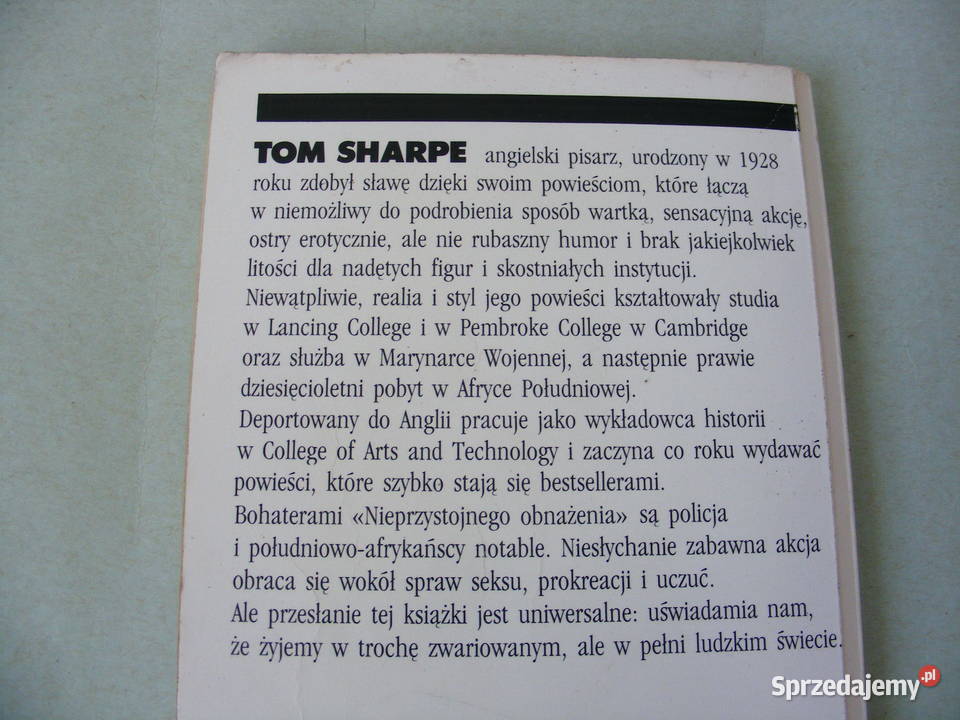 TOM SHARPE angielski pisarz, urodzony w 1928
roku zdobył sławę dzięki swoim powieściom, które łączą
w niemożliwy do podrobienia sposób wartką, sensacyjną akcję,
ostry erotycznie, ale nie rubaszny humor i brak jakiejkolwiek
litości dla nadętych figur i skostniałych instytucji.
Niewątpliwie, realia i styl jego powieści kształtowały studia
w Lancing College i w Pembroke College w Cambridge
oraz służba w Marynarce Wojennej, a następnie prawie
dziesięcioletni pobyt w Afryce Południowej.
Deportowany do Anglii pracuje jako wykładowca historii
w College of Arts and Technology i zaczyna co roku wydawać
powieści, które szybko stają się bestsellerami.
Bohaterami «Nieprzystojnego obnażenia» są policja
i południowo-afrykańscy notable. Niesłychanie zabawna akcja
obraca się wokół spraw seksu, prokreacji i uczuć.
Ale przesłanie tej książki jest uniwersalne: uświadamia nam,
że żyjemy w trochę zwariowanym, ale w pełni ludzkim świecie.
Sprzedajemy.pl